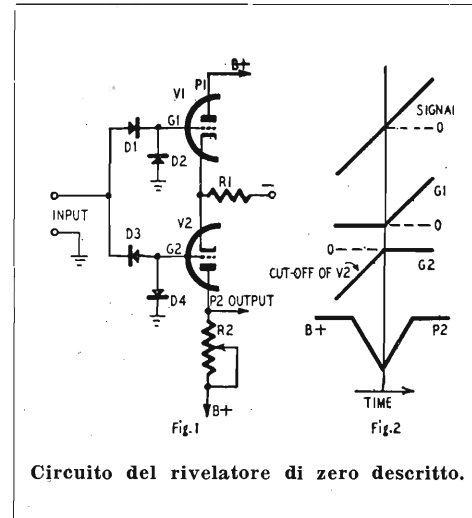 B+
P1
V1
G1
D1
D2
R1
−
INPUT
V2
D3
G2
D4
P2 OUTPUT
R2
B+
Fig.1
SIGNAL
0
G1
0
0
G2
CUT-OFF OF V2
B+
P2
TIME
Fig.2
Circuito del rivelatore di zero descritto.